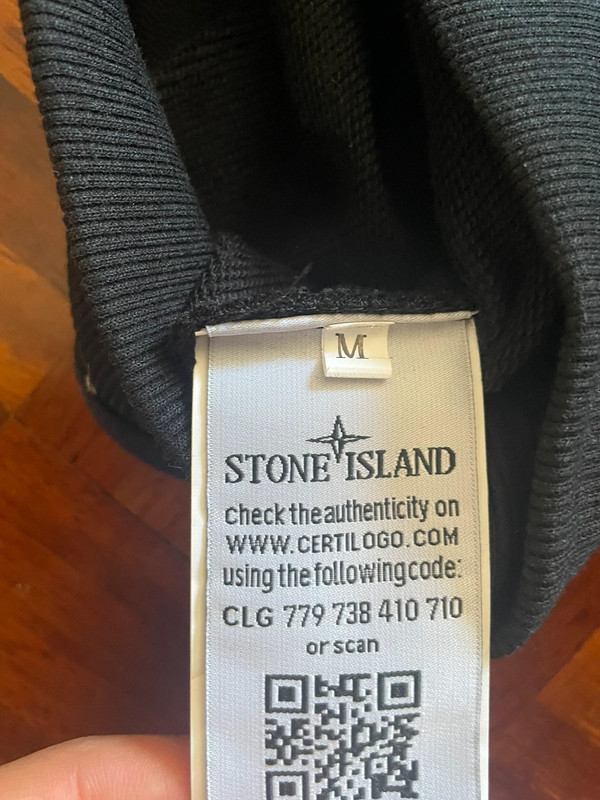 M
STONE ISLAND
check the authenticity on
WWW.CERTILOGO.COM
using the following code:
CLG 779 738 410 710
or scan